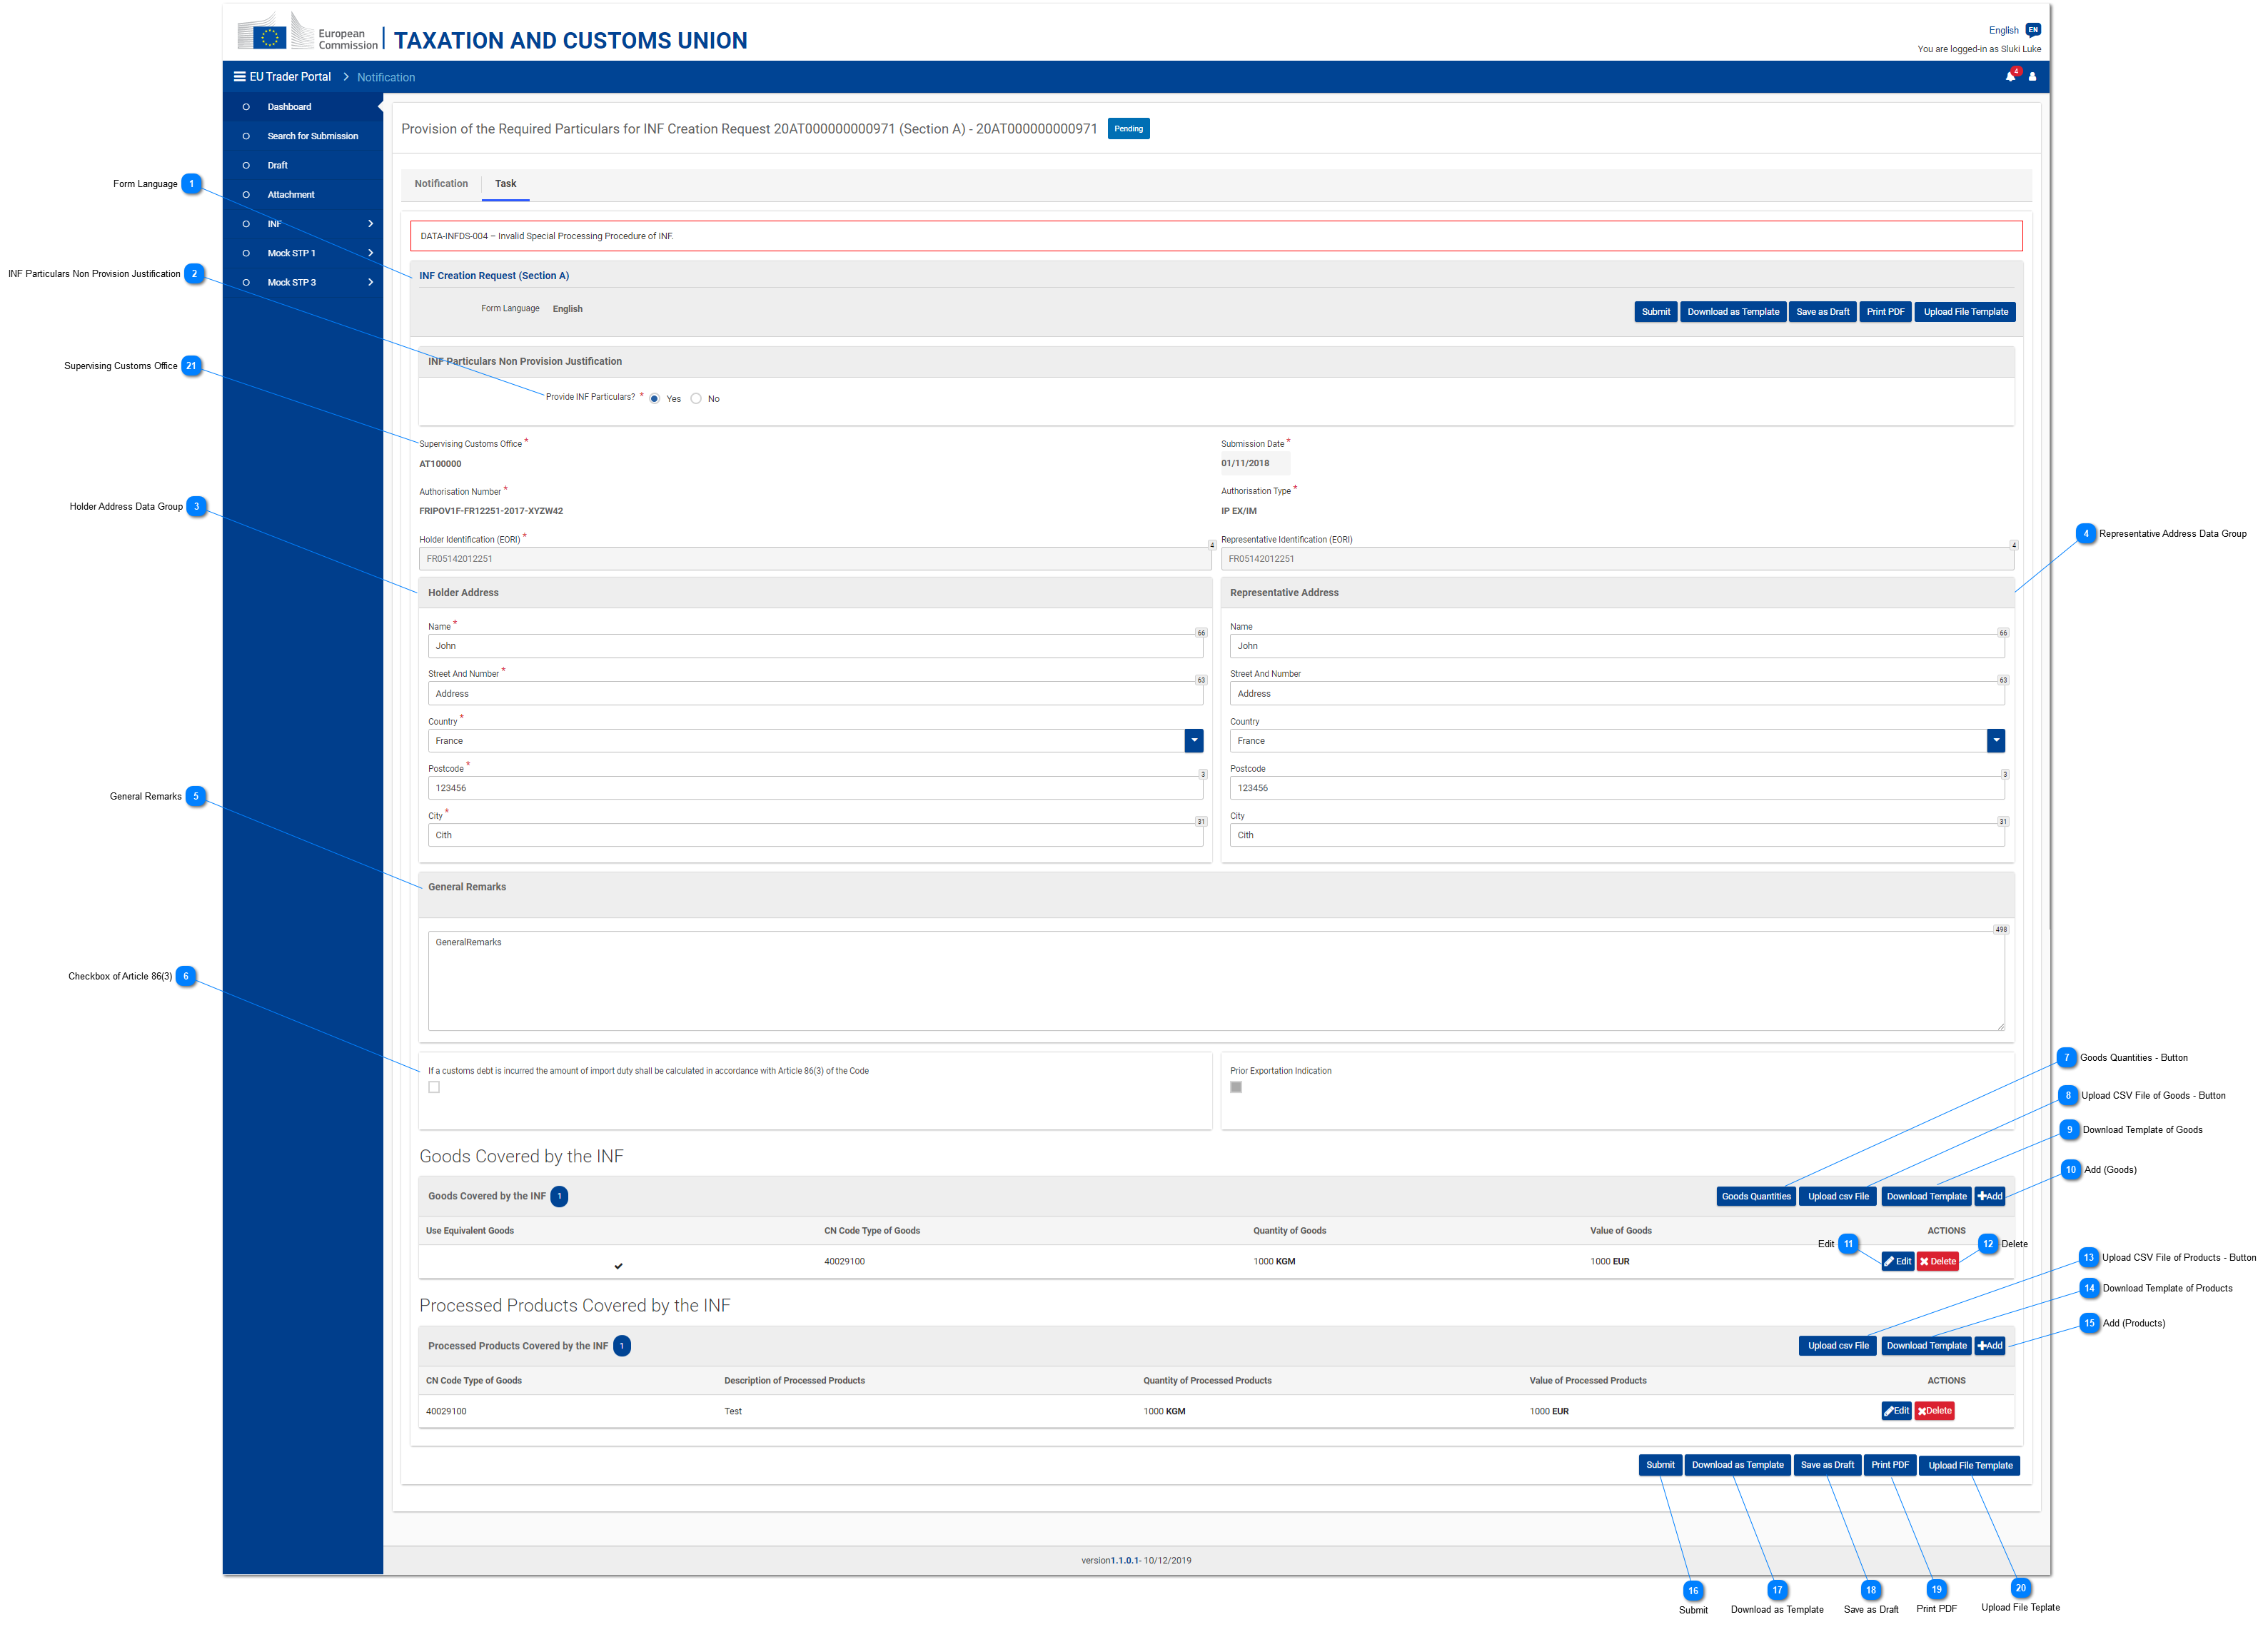 European
Commission
TAXATION AND CUSTOMS UNION
English EN
You are logged-in as Sluki Luke
EU Trader Portal > Notification
4
Dashboard
Search for Submission
Draft
Attachment
INF
Mock STP 1
Mock STP 3
Provision of the Required Particulars for INF Creation Request 20AT000000000971 (Section A) - 20AT000000000971 Pending
Notification Task
DATA-INFDS-004 – Invalid Special Processing Procedure of INF.
Form Language 1
INF Creation Request (Section A)
INF Particulars Non Provision Justification 2
Form Language English
Submit Download as Template Save as Draft Print PDF Upload File Template
INF Particulars Non Provision Justification
Supervising Customs Office 21
Provide INF Particulars? * Yes No
Supervising Customs Office * Submission Date *
AT100000 01/11/2018
Authorisation Number * Authorisation Type *
FRIPOV1F-FR12251-2017-XYZW42 IP EX/IM
Holder Address Data Group 3
4 Representative Address Data Group
Holder Identification (EORI) * 4 Representative Identification (EORI) 4
FR05142012251 FR05142012251
Holder Address Representative Address
Name * 66 Name 66
John John
Street And Number * 63 Street And Number 63
Address Address
Country * Country
France France
Postcode * 3 Postcode 3
123456 123456
General Remarks 5
City * 31 City 31
Cith Cith
General Remarks
498
GeneralRemarks
Checkbox of Article 86(3) 6
If a customs debt is incurred the amount of import duty shall be calculated in accordance with Article 86(3) of the Code Prior Exportation Indication
7 Goods Quantities - Button
8 Upload CSV File of Goods - Button
9 Download Template of Goods
10 Add (Goods)
Goods Covered by the INF
Goods Covered by the INF 1 Goods Quantities Upload csv File Download Template Add
Use Equivalent Goods CN Code Type of Goods Quantity of Goods Value of Goods ACTIONS
Edit 11 12 Delete
40029100 1000 KGM 1000 EUR Edit Delete
13 Upload CSV File of Products - Button
14 Download Template of Products
15 Add (Products)
Processed Products Covered by the INF
Processed Products Covered by the INF 1 Upload csv File Download Template Add
CN Code Type of Goods Description of Processed Products Quantity of Processed Products Value of Processed Products ACTIONS
40029100 Test 1000 KGM 1000 EUR Edit Delete
Submit Download as Template Save as Draft Print PDF Upload File Template
version1.1.0.1- 10/12/2019
16 17 18 19 20
Submit Download as Template Save as Draft Print PDF Upload File Teplate